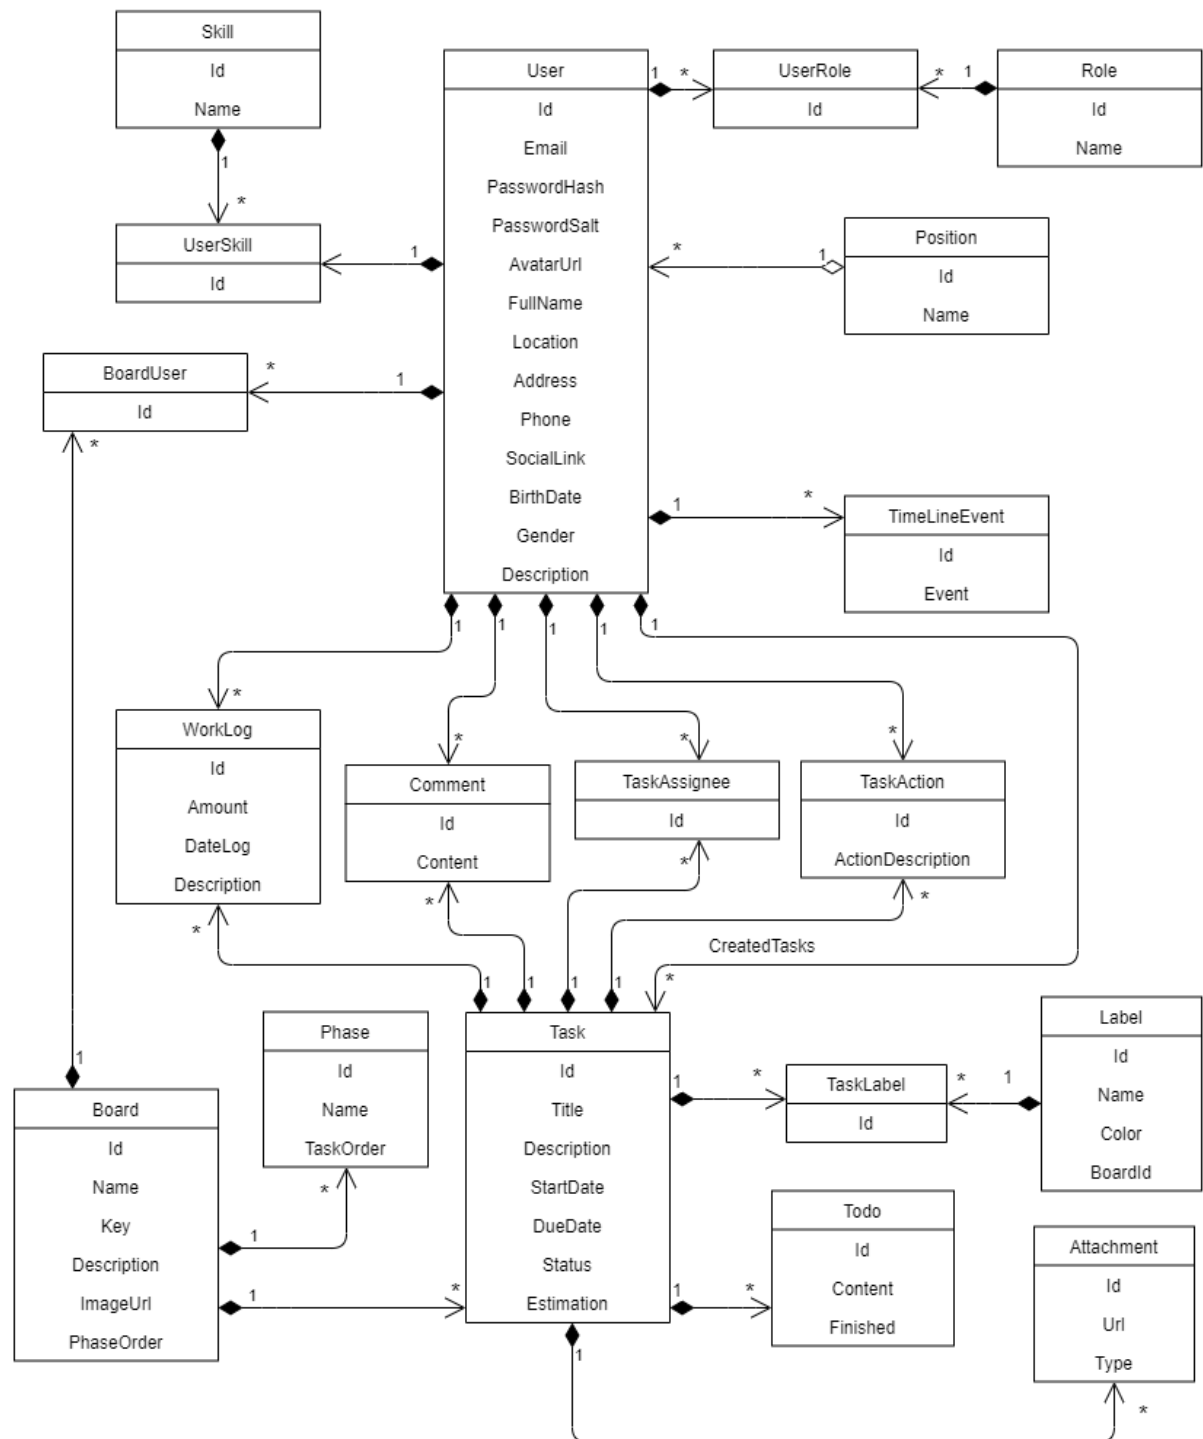 Skill
Id
Name
User
Id
Email
PasswordHash
PasswordSalt
AvatarUrl
FullName
Location
Address
Phone
SocialLink
BirthDate
Gender
Description
1
*
UserRole
Id
*
1
Role
Id
Name
1
*
UserSkill
Id
1
*
1
Position
Id
Name
BoardUser
Id
*
1
*
1
*
TimeLineEvent
Id
Event
1
1
1
1
1
*
WorkLog
Id
Amount
DateLog
Description
*
*
Comment
Id
Content
*
*
TaskAssignee
Id
*
*
TaskAction
Id
ActionDescription
*
CreatedTasks
*
1
1
1
1
1
Phase
Id
Name
TaskOrder
*
Board
Id
Name
Key
Description
ImageUrl
PhaseOrder
1
1
*
Task
Id
Title
Description
StartDate
DueDate
Status
Estimation
1
*
TaskLabel
Id
*
1
Label
Id
Name
Color
BoardId
1
*
Todo
Id
Content
Finished
Attachment
Id
Url
Type
1
*